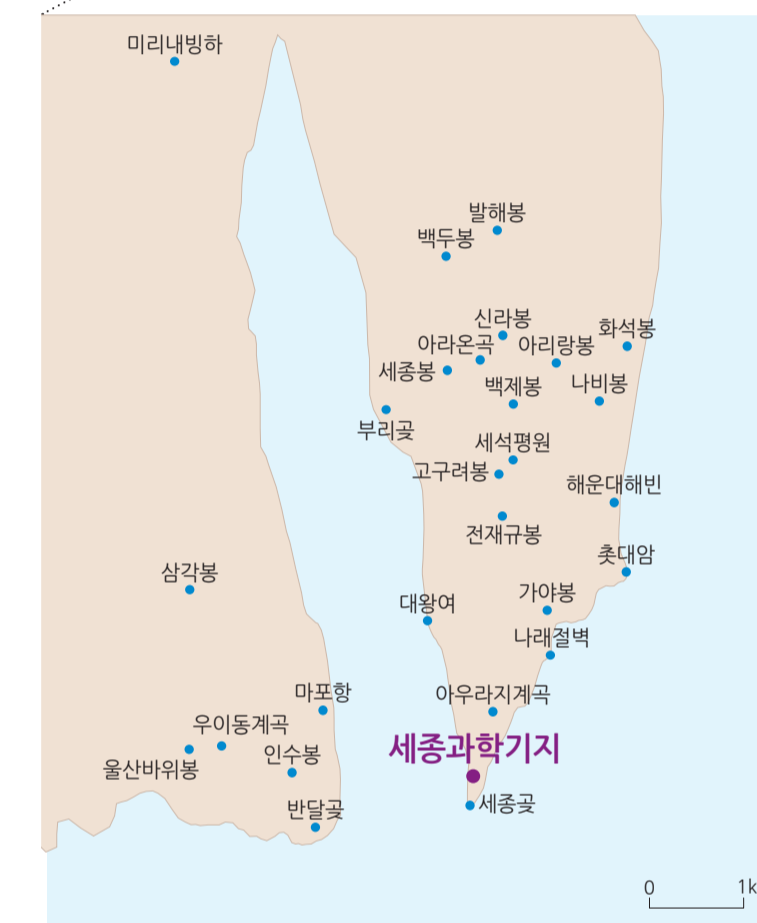 미리내빙하
발해봉
백두봉
신라봉
화석봉
아라온곡
아리랑봉
세종봉
백제봉
나비봉
부리곶
세석평원
고구려봉
해운대해빈
전재규봉
촛대암
삼각봉
가야봉
대왕여
나래절벽
마포항
아우라지계곡
우이동계곡
세종과학기지
인수봉
울산바위봉
세종곶
반달곶
0 1k